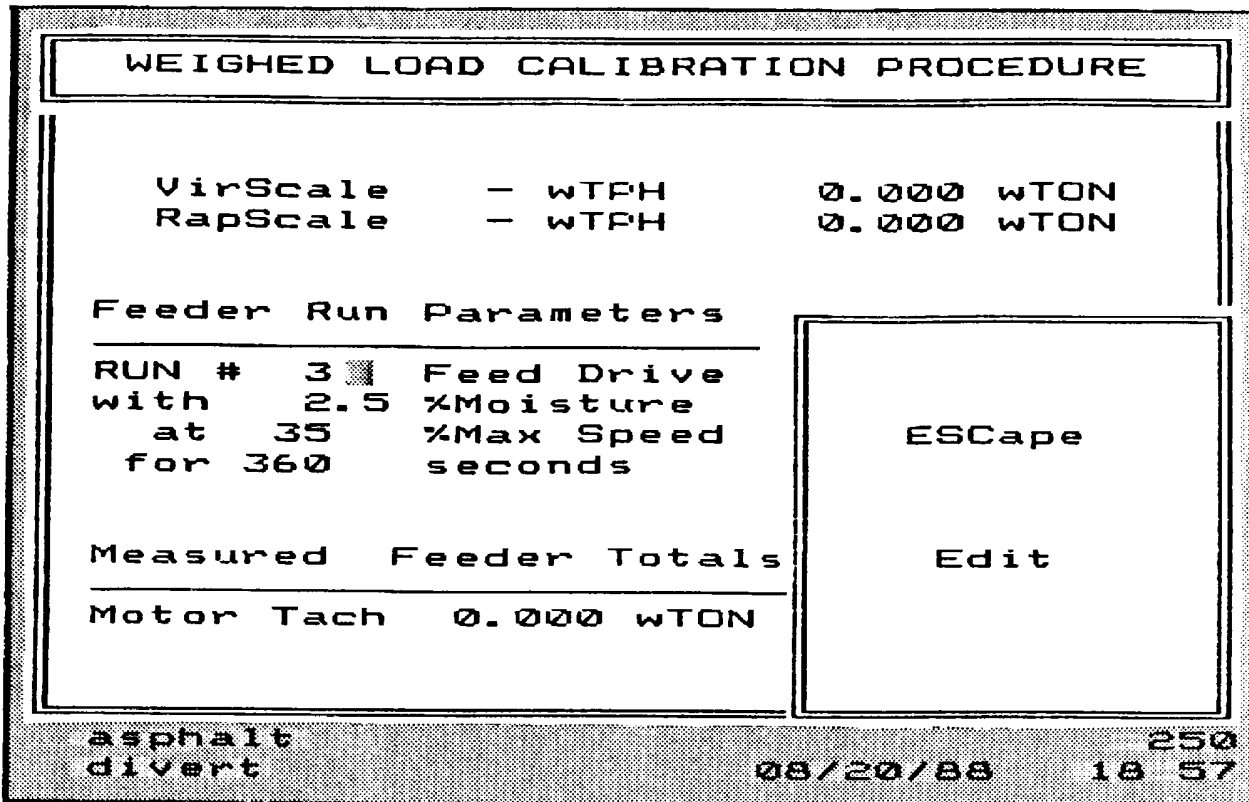 WEIGHED LOAD CALIBRATION PROCEDURE
VirScale - wTPH 0.000 wTON
RapScale - wTPH 0.000 wTON
Feeder Run Parameters
RUN # 3 Feed Drive
with 2.5 %Moisture
at 35 %Max Speed
for 360 seconds
ESCape
Measured Feeder Totals
Edit
Motor Tach 0.000 wTON
asphalt 250
divert 08/20/88 18 57